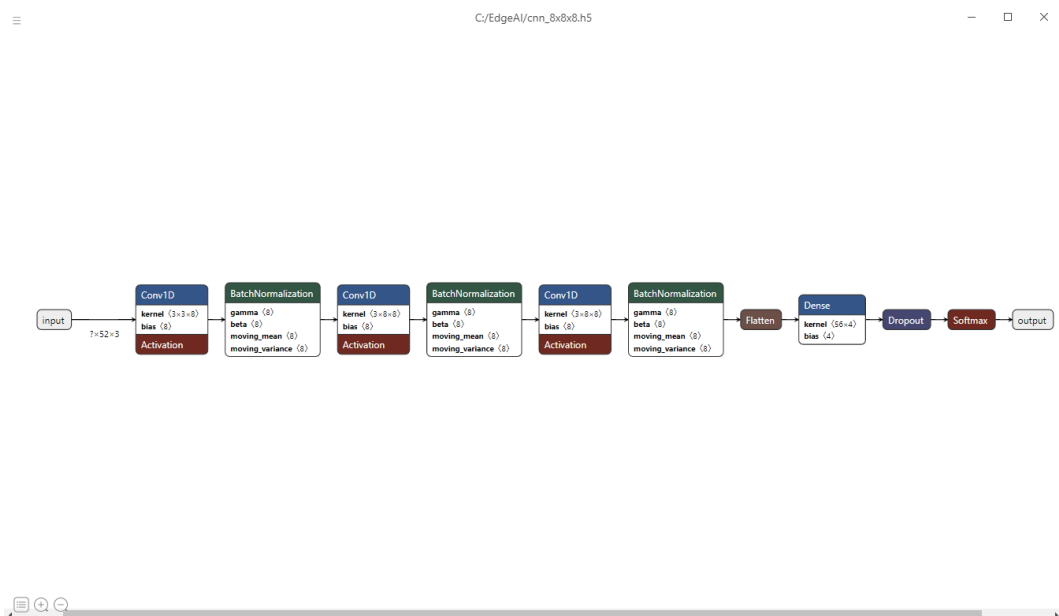 C:/EdgeAI/cnn_8x8x8.h5
input
?×52×3
Conv1D
kernel ⟨3×3×8⟩
bias ⟨8⟩
Activation
BatchNormalization
gamma ⟨8⟩
beta ⟨8⟩
moving_mean ⟨8⟩
moving_variance ⟨8⟩
Conv1D
kernel ⟨3×8×8⟩
bias ⟨8⟩
Activation
BatchNormalization
gamma ⟨8⟩
beta ⟨8⟩
moving_mean ⟨8⟩
moving_variance ⟨8⟩
Conv1D
kernel ⟨3×8×8⟩
bias ⟨8⟩
Activation
BatchNormalization
gamma ⟨8⟩
beta ⟨8⟩
moving_mean ⟨8⟩
moving_variance ⟨8⟩
Flatten
Dense
kernel ⟨56×4⟩
bias ⟨4⟩
Dropout
Softmax
output